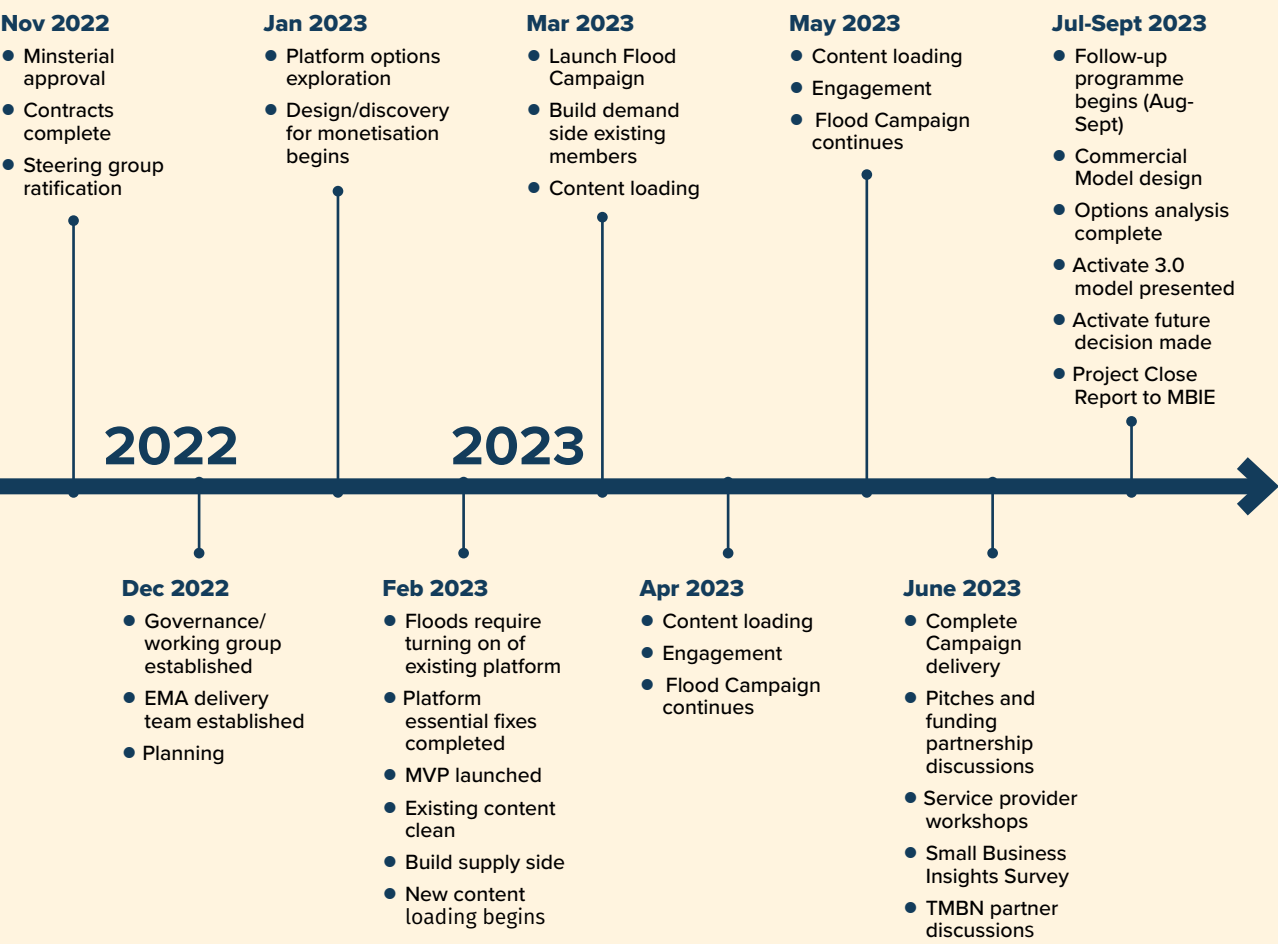 Nov 2022
Minsterial
approval
Contracts
complete
Steering group
ratification
Jan 2023
Platform options
exploration
Design/discovery
for monetisation
begins
Mar 2023
Launch Flood
Campaign
Build demand
side existing
members
Content loading
May 2023
Content loading
Engagement
Flood Campaign
continues
Jul-Sept 2023
Follow-up
programme
begins (Aug-
Sept)
Commercial
Model design
Options analysis
complete
Activate 3.0
model presented
Activate future
decision made
Project Close
Report to MBIE
2022
2023
Dec 2022
Governance/
working group
established
EMA delivery
team established
Planning
Feb 2023
Floods require
turning on of
existing platform
Platform
essential fixes
completed
MVP launched
Existing content
clean
Build supply side
New content
loading begins
Apr 2023
Content loading
Engagement
Flood Campaign
continues
June 2023
Complete
Campaign
delivery
Pitches and
funding
partnership
discussions
Service provider
workshops
Small Business
Insights Survey
TMBN partner
discussions